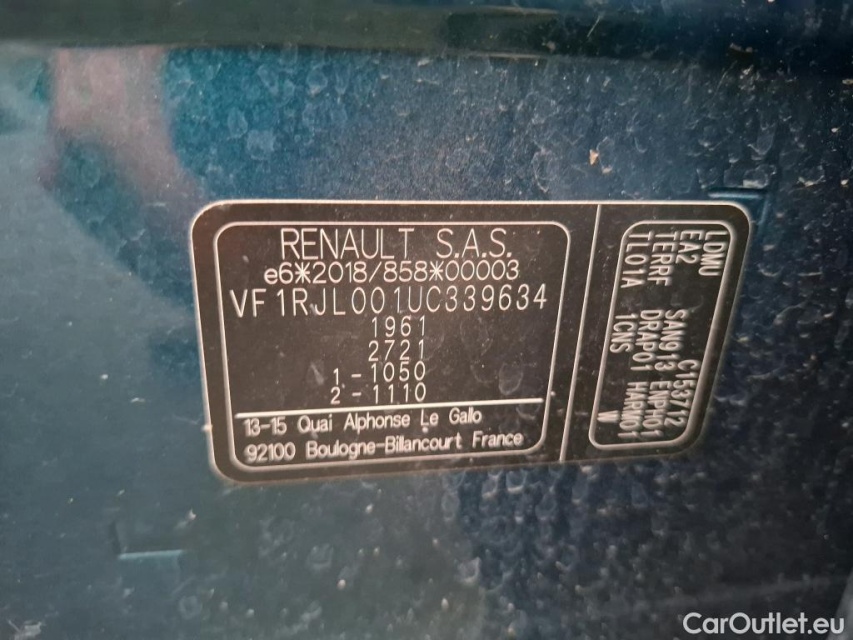 RENAULT S.A.S.
e6*2018/858*00003
VF1RJL001UC339634
1961
2721
1-1050
2-1110
13-15 Quai Alphonse Le Gallo
92100 Boulogne-Billancourt France
LDMU C153712
EA2 SAN913 ENPH01
TERRF DRAP01 HARM01
TL01A 1CNS W
CarOutlet.eu